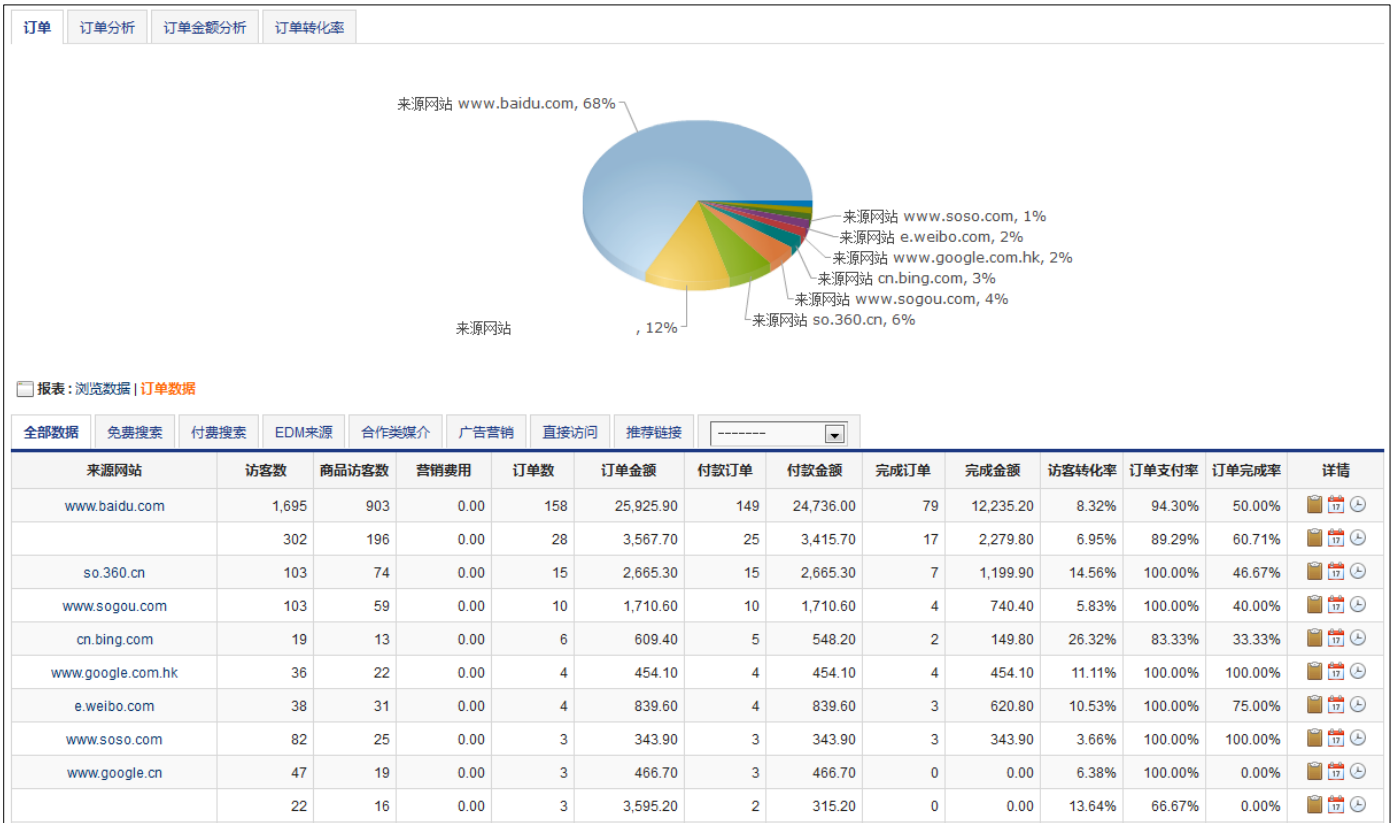 订单 订单分析 订单金额分析 订单转化率
来源网站 www.baidu.com, 68%
来源网站 www.soso.com, 1%
来源网站 e.weibo.com, 2%
来源网站 www.google.com.hk, 2%
来源网站 cn.bing.com, 3%
来源网站 www.sogou.com, 4%
来源网站 so.360.cn, 6%
来源网站 , 12%
报表 : 浏览数据 | 订单数据
全部数据 免费搜索 付费搜索 EDM来源 合作类媒介 广告营销 直接访问 推荐链接 -------
来源网站 访客数 商品访客数 营销费用 订单数 订单金额 付款订单 付款金额 完成订单 完成金额 访客转化率 订单支付率 订单完成率 详情
www.baidu.com 1,695 903 0.00 158 25,925.90 149 24,736.00 79 12,235.20 8.32% 94.30% 50.00% 17
302 196 0.00 28 3,567.70 25 3,415.70 17 2,279.80 6.95% 89.29% 60.71% 17
so.360.cn 103 74 0.00 15 2,665.30 15 2,665.30 7 1,199.90 14.56% 100.00% 46.67% 17
www.sogou.com 103 59 0.00 10 1,710.60 10 1,710.60 4 740.40 5.83% 100.00% 40.00% 17
cn.bing.com 19 13 0.00 6 609.40 5 548.20 2 149.80 26.32% 83.33% 33.33% 17
www.google.com.hk 36 22 0.00 4 454.10 4 454.10 4 454.10 11.11% 100.00% 100.00% 17
e.weibo.com 38 31 0.00 4 839.60 4 839.60 3 620.80 10.53% 100.00% 75.00% 17
www.soso.com 82 25 0.00 3 343.90 3 343.90 3 343.90 3.66% 100.00% 100.00% 17
www.google.cn 47 19 0.00 3 466.70 3 466.70 0 0.00 6.38% 100.00% 0.00% 17
22 16 0.00 3 3,595.20 2 315.20 0 0.00 13.64% 66.67% 0.00% 17